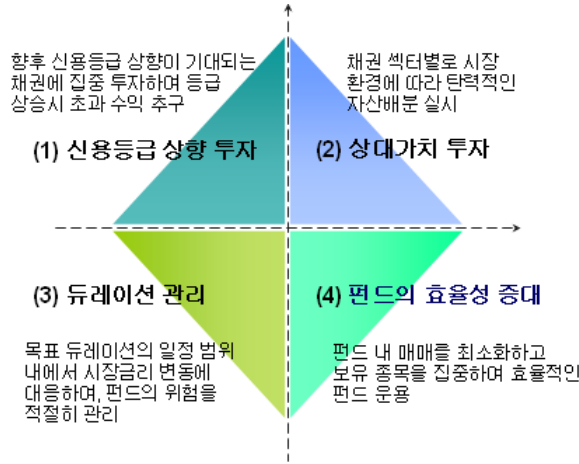 향후 신용등급 상향이 기대되는
채권에 집중 투자하여 등급
상승시 초과 수익 추구
(1) 신용등급 상향 투자
채권 섹터별로 시장
환경에 따라 탄력적인
자산배분 실시
(2) 상대가치 투자
(3) 듀레이션 관리
목표 듀레이션의 일정 범위
내에서 시장금리 변동에
대응하여, 펀드의 위험을
적절히 관리
(4) 펀드의 효율성 증대
펀드 내 매매를 최소화하고
보유 종목을 집중하여 효율적인
펀드 운용